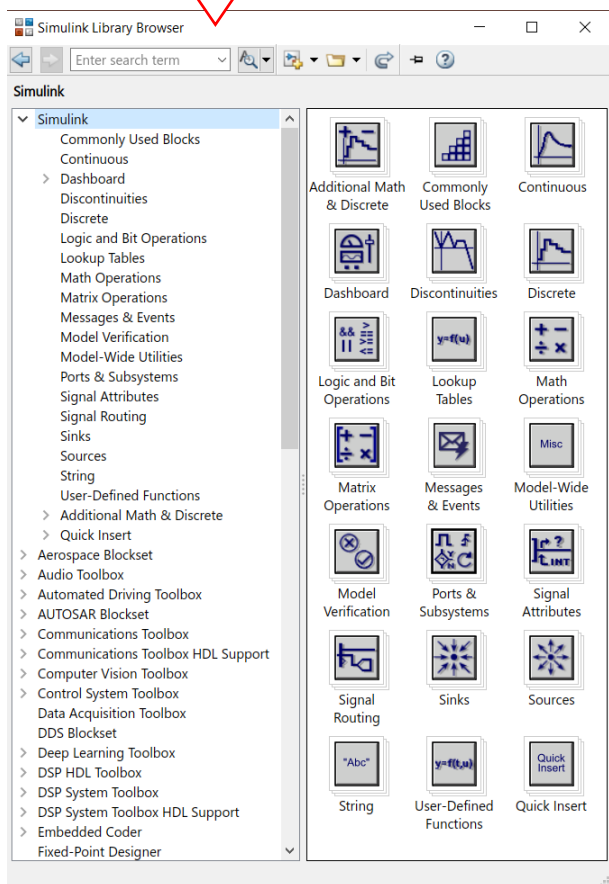 Simulink Library Browser
Enter search term
Simulink
Simulink
Commonly Used Blocks
Continuous
Dashboard
Discontinuities
Discrete
Logic and Bit Operations
Lookup Tables
Math Operations
Matrix Operations
Messages & Events
Model Verification
Model-Wide Utilities
Ports & Subsystems
Signal Attributes
Signal Routing
Sinks
Sources
String
User-Defined Functions
Additional Math & Discrete
Quick Insert
Aerospace Blockset
Audio Toolbox
Automated Driving Toolbox
AUTOSAR Blockset
Communications Toolbox
Communications Toolbox HDL Support
Computer Vision Toolbox
Control System Toolbox
Data Acquisition Toolbox
DDS Blockset
Deep Learning Toolbox
DSP HDL Toolbox
DSP System Toolbox
DSP System Toolbox HDL Support
Embedded Coder
Fixed-Point Designer
Additional Math
& Discrete
Commonly
Used Blocks
Continuous
Dashboard
Discontinuities
Discrete
&& >
|| >=
<=
Logic and Bit
Operations
y=f(u)
Lookup
Tables
+ −
÷ ×
Math
Operations
+ −
÷ ×
Matrix
Operations
Messages
& Events
Misc
Model-Wide
Utilities
Model
Verification
Y
N
Ports &
Subsystems
?
INT
Signal
Attributes
Signal
Routing
Sinks
Sources
"Abc"
String
y=f(t,u)
User-Defined
Functions
Quick
Insert
Quick Insert